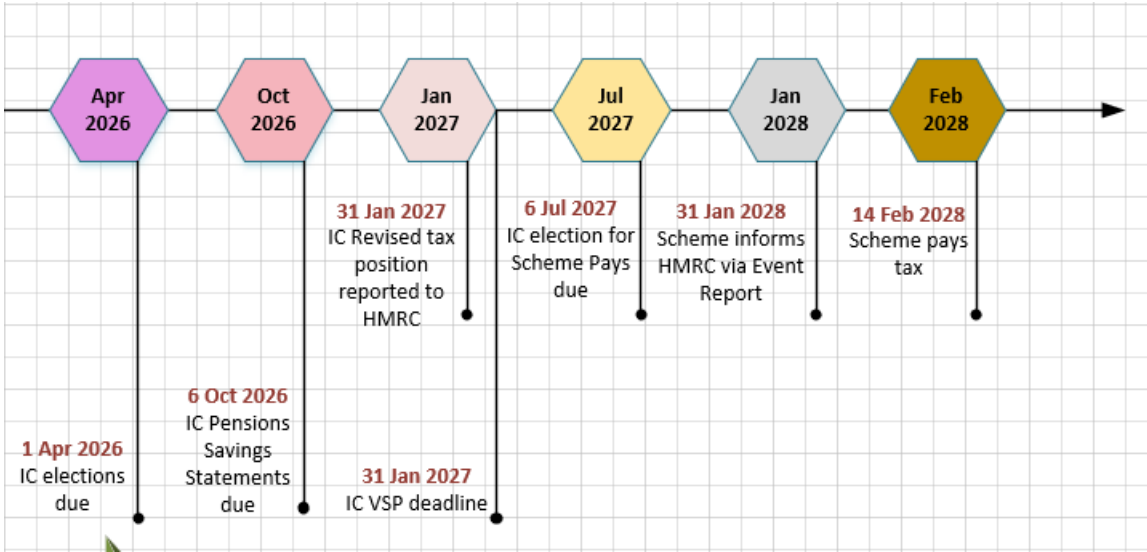 Apr
2026
Oct
2026
Jan
2027
Jul
2027
Jan
2028
Feb
2028
31 Jan 2027
IC Revised tax
position
reported to
HMRC
6 Jul 2027
IC election for
Scheme Pays
due
31 Jan 2028
Scheme informs
HMRC via Event
Report
14 Feb 2028
Scheme pays
tax
1 Apr 2026
IC elections
due
6 Oct 2026
IC Pensions
Savings
Statements
due
31 Jan 2027
IC VSP deadline